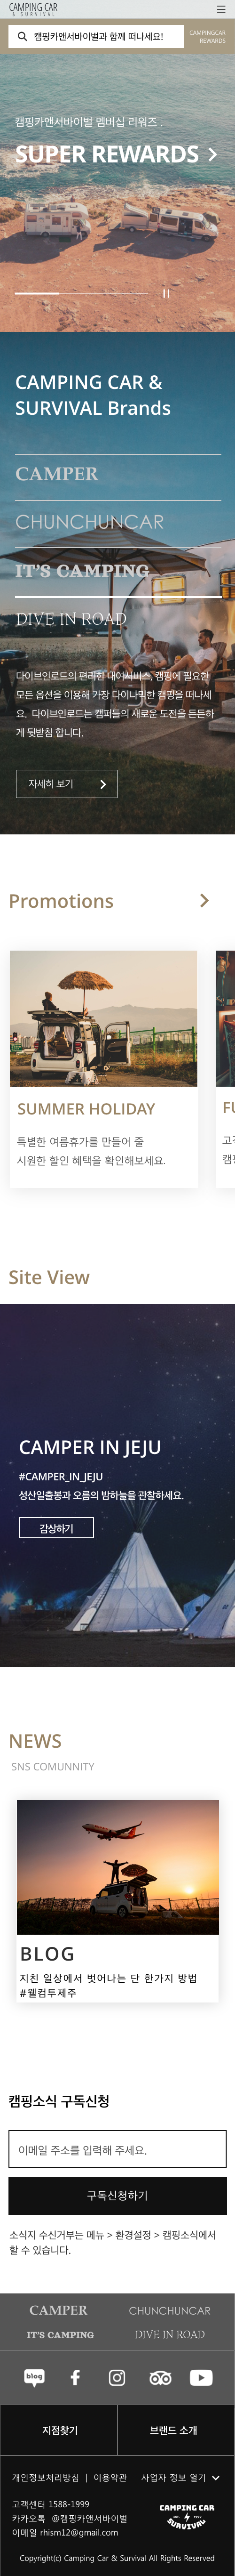 CAMPING CAR
& SURVIVAL
캠핑카앤서바이벌과 함께 떠나세요!
CAMPINGCAR
REWARDS
캠핑카앤서바이벌 멤버십 리워즈 .
SUPER REWARDS
CAMPING CAR &
SURVIVAL Brands
CAMPER
CHUNCHUNCAR
IT'S CAMPING
DIVE IN ROAD
다이브인로드의 편리한 대여서비스, 캠핑에 필요한
모든 옵션을 이용해 가장 다이나믹한 캠핑을 떠나세
요. 다이브인로드는 캠퍼들의 새로운 도전을 든든하
게 뒷받침 합니다.
자세히 보기
Promotions
SUMMER HOLIDAY
특별한 여름휴가를 만들어 줄
시원한 할인 혜택을 확인해보세요.
FU
고객
캠핑
Site View
CAMPER IN JEJU
#CAMPER_IN_JEJU
성산일출봉과 오름의 밤하늘을 관찰하세요.
감상하기
NEWS
SNS COMUNNITY
BLOG
지친 일상에서 벗어나는 단 한가지 방법
#웰컴투제주
캠핑소식 구독신청
이메일 주소를 입력해 주세요.
구독신청하기
소식지 수신거부는 메뉴 > 환경설정 > 캠핑소식에서
할 수 있습니다.
CAMPER CHUNCHUNCAR
IT'S CAMPING DIVE IN ROAD
blog
지점찾기 브랜드 소개
개인정보처리방침 | 이용약관 사업자 정보 열기
고객센터 1588-1999
카카오톡 @캠핑카앤서바이벌
이메일 rhism12@gmail.com
CAMPING CAR
SURVIVAL
Copyright(c) Camping Car & Survival All Rights Reserved